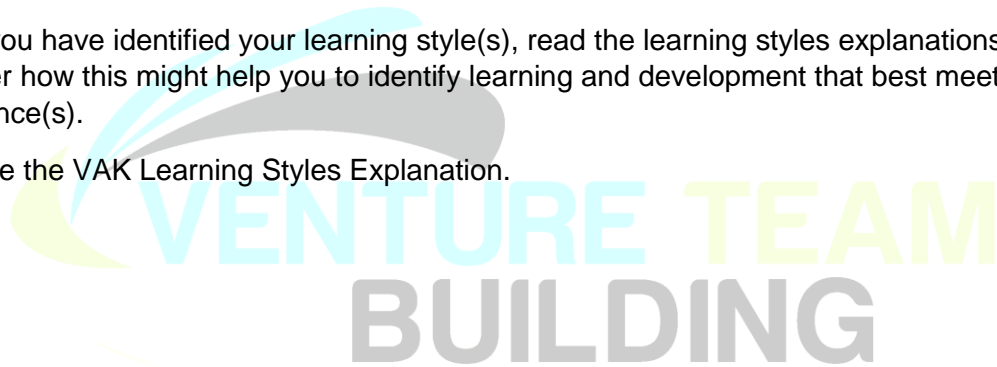 ou have identified your learning style(s), read the learning styles explanations
er how this might help you to identify learning and development that best meet
nce(s).
e the VAK Learning Styles Explanation.
VENTURE TEAM
BUILDING